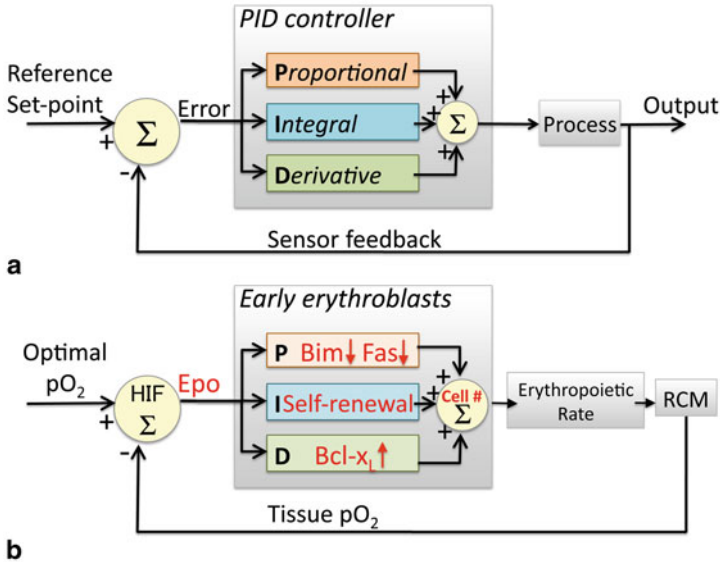 PID controller
Reference
Set-point
+
-
Σ
Error
Proportional
Integral
Derivative
+
+
+
Σ
Process
Output
Sensor feedback
a
Early erythroblasts
Optimal
pO2
+
-
HIF
Σ
Epo
P Bim↓ Fas↓
I Self-renewal
D Bcl-xL↑
+
+
+
Cell #
Σ
Erythropoietic
Rate
RCM
Tissue pO2
b